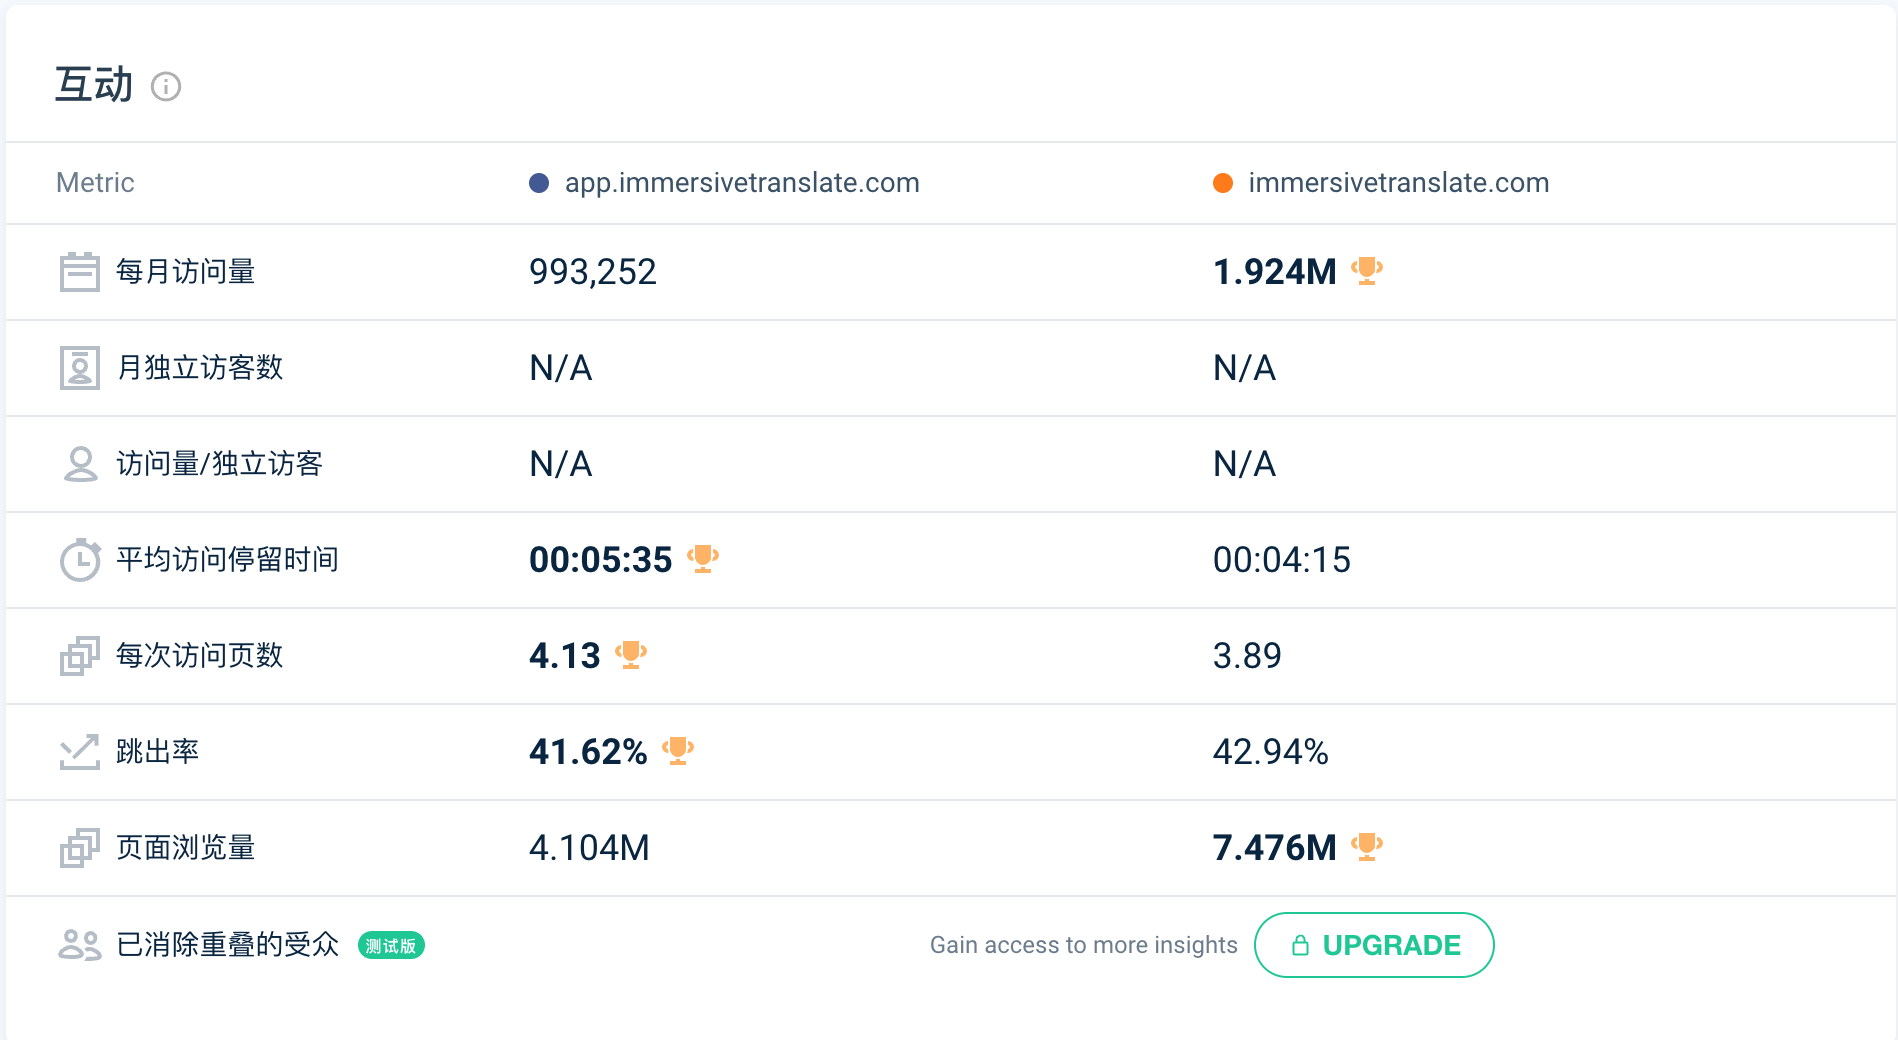 互动
Metric app.immersivetranslate.com immersivetranslate.com
每月访问量 993,252 1.924M
月独立访客数 N/A N/A
访问量/独立访客 N/A N/A
平均访问停留时间 00:05:35 00:04:15
每次访问页数 4.13 3.89
跳出率 41.62% 42.94%
页面浏览量 4.104M 7.476M
已消除重叠的受众 测试版 Gain access to more insights UPGRADE